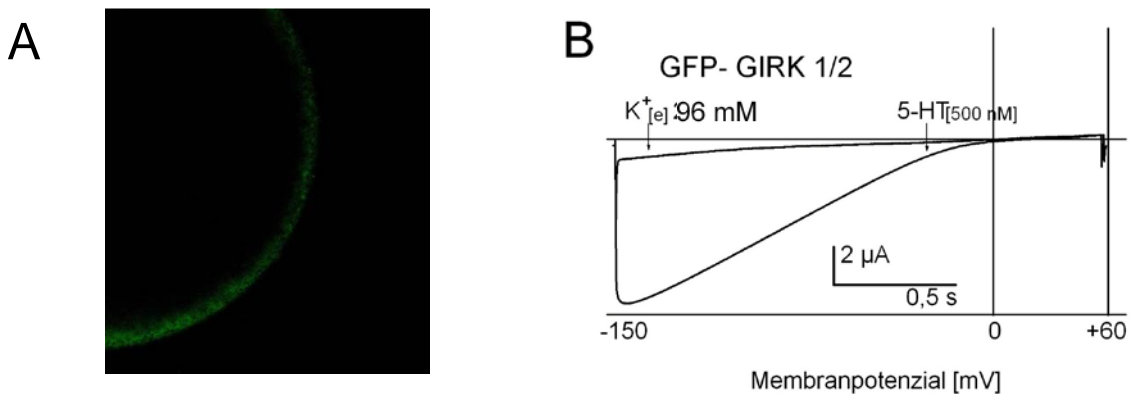 A
B
GFP- GIRK 1/2
K+[e] :96 mM
5-HT[500 nM]
2 µA
0,5 s
-150
0
+60
Membranpotenzial [mV]